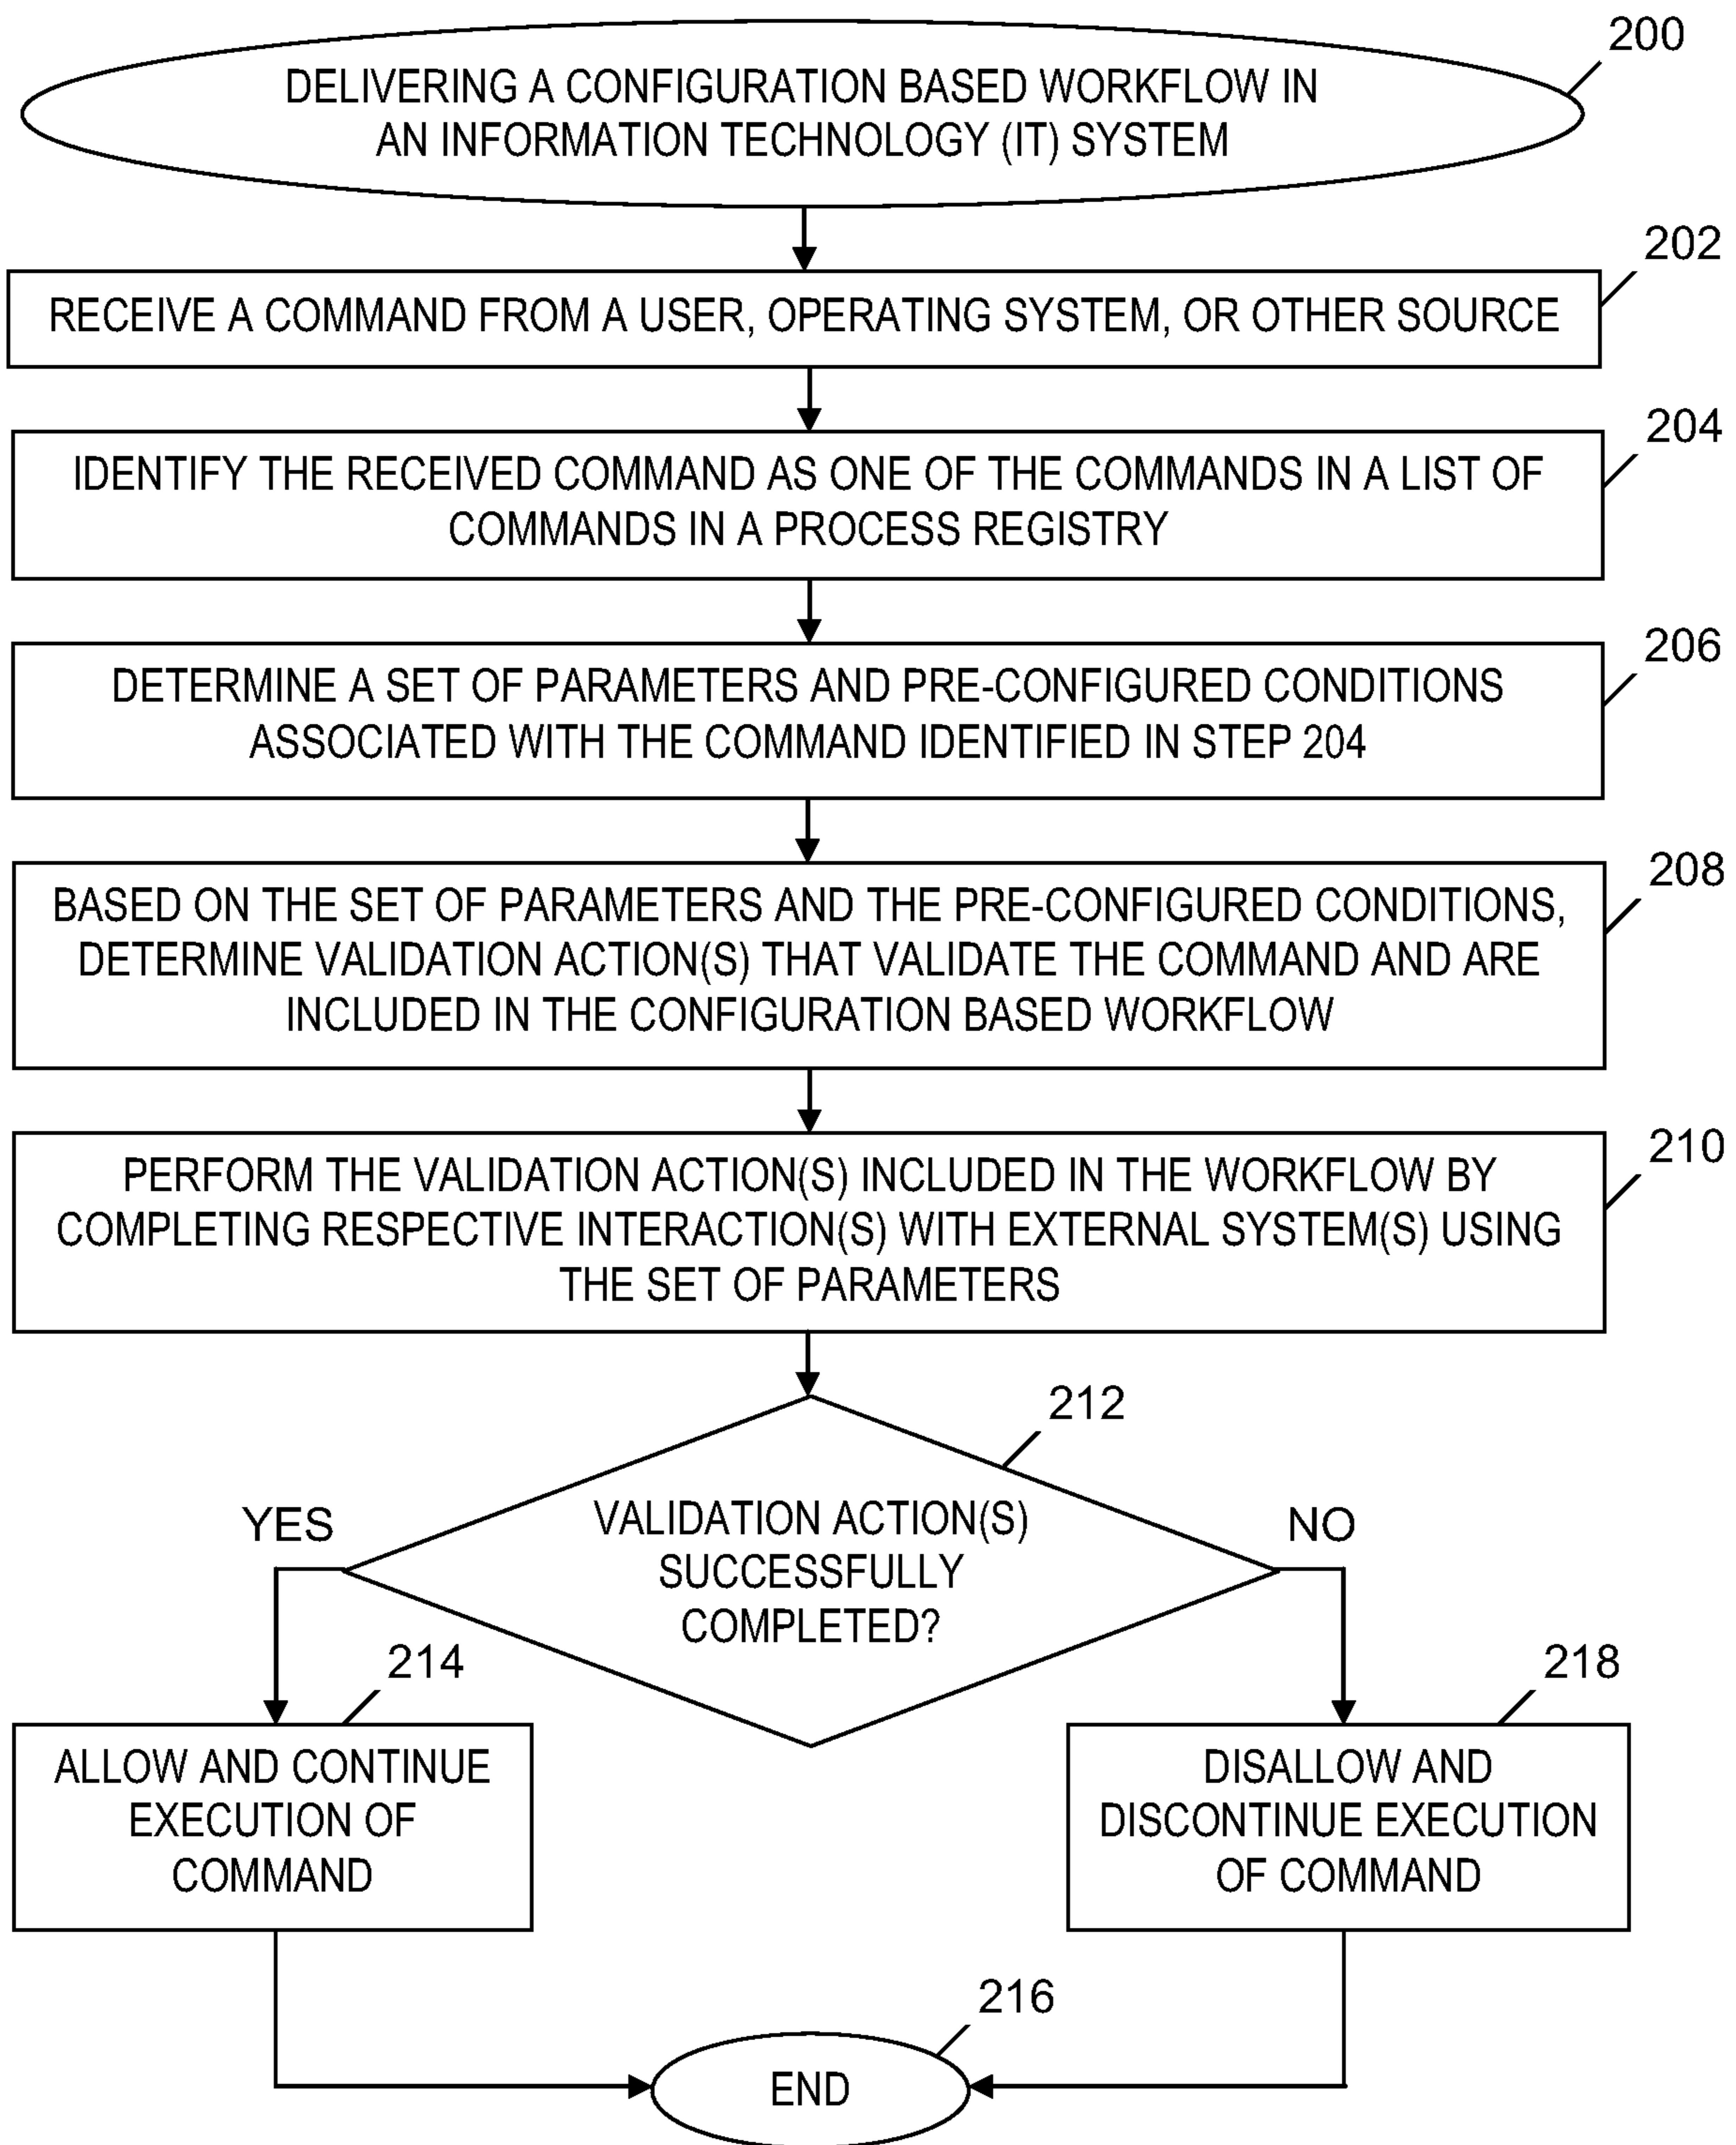 200
DELIVERING A CONFIGURATION BASED WORKFLOW IN
AN INFORMATION TECHNOLOGY (IT) SYSTEM
202
RECEIVE A COMMAND FROM A USER, OPERATING SYSTEM, OR OTHER SOURCE
204
IDENTIFY THE RECEIVED COMMAND AS ONE OF THE COMMANDS IN A LIST OF
COMMANDS IN A PROCESS REGISTRY
206
DETERMINE A SET OF PARAMETERS AND PRE-CONFIGURED CONDITIONS
ASSOCIATED WITH THE COMMAND IDENTIFIED IN STEP 204
208
BASED ON THE SET OF PARAMETERS AND THE PRE-CONFIGURED CONDITIONS,
DETERMINE VALIDATION ACTION(S) THAT VALIDATE THE COMMAND AND ARE
INCLUDED IN THE CONFIGURATION BASED WORKFLOW
210
PERFORM THE VALIDATION ACTION(S) INCLUDED IN THE WORKFLOW BY
COMPLETING RESPECTIVE INTERACTION(S) WITH EXTERNAL SYSTEM(S) USING
THE SET OF PARAMETERS
212
VALIDATION ACTION(S)
SUCCESSFULLY
COMPLETED?
YES
NO
214
ALLOW AND CONTINUE
EXECUTION OF
COMMAND
218
DISALLOW AND
DISCONTINUE EXECUTION
OF COMMAND
216
END